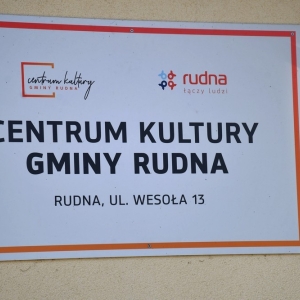 centrum kultury
GMINY RUDNA
rudna
łączy ludzi
CENTRUM KULTURY
GMINY RUDNA
RUDNA, UL. WESOŁA 13